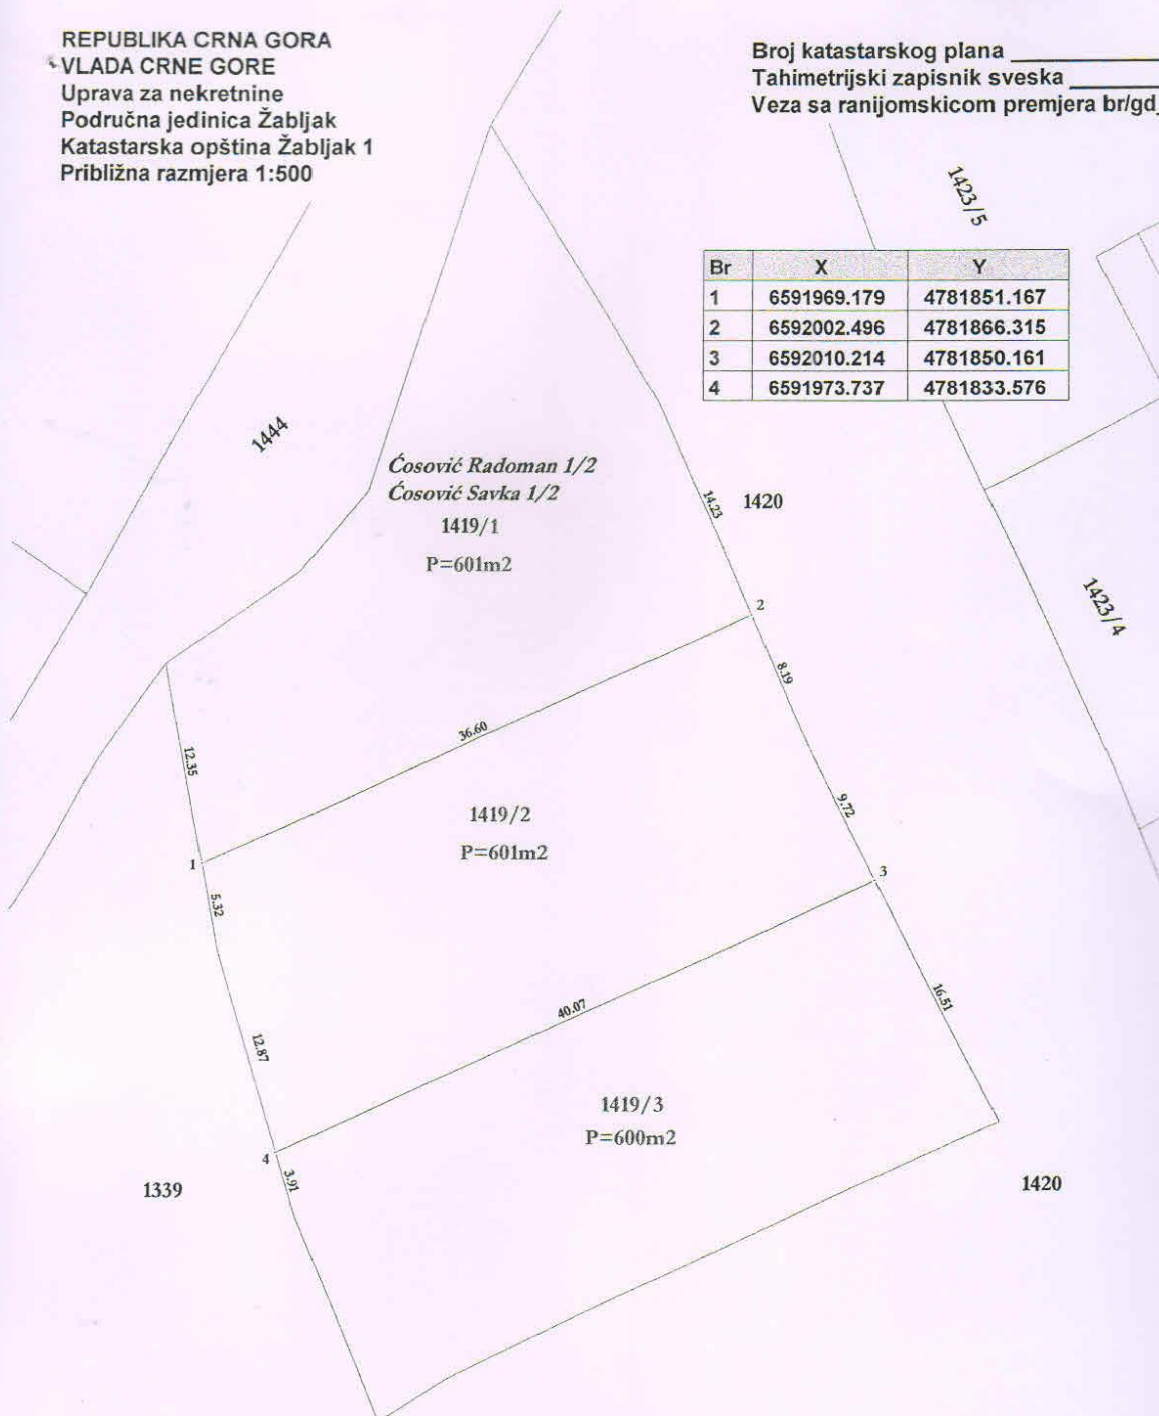 REPUBLIKA CRNA GORA
VLADA CRNE GORE
Uprava za nekretnine
Područna jedinica Žabljak
Katastarska opština Žabljak 1
Približna razmjera 1:500
Broj katastarskog plana
Tahimetrijski zapisnik sveska
Veza sa ranijomskicom premjera br/gd
1423/5
Br X Y
1 6591969.179 4781851.167
2 6592002.496 4781866.315
3 6592010.214 4781850.161
4 6591973.737 4781833.576
1444
Ćosović Radoman 1/2
Ćosović Savka 1/2
1419/1
P=601m2
14.23
1420
1423/4
2
8.19
36.60
12.35
9.72
1419/2
P=601m2
1
3
5.32
16.51
40.07
12.87
1419/3
P=600m2
4
3.91
1339
1420